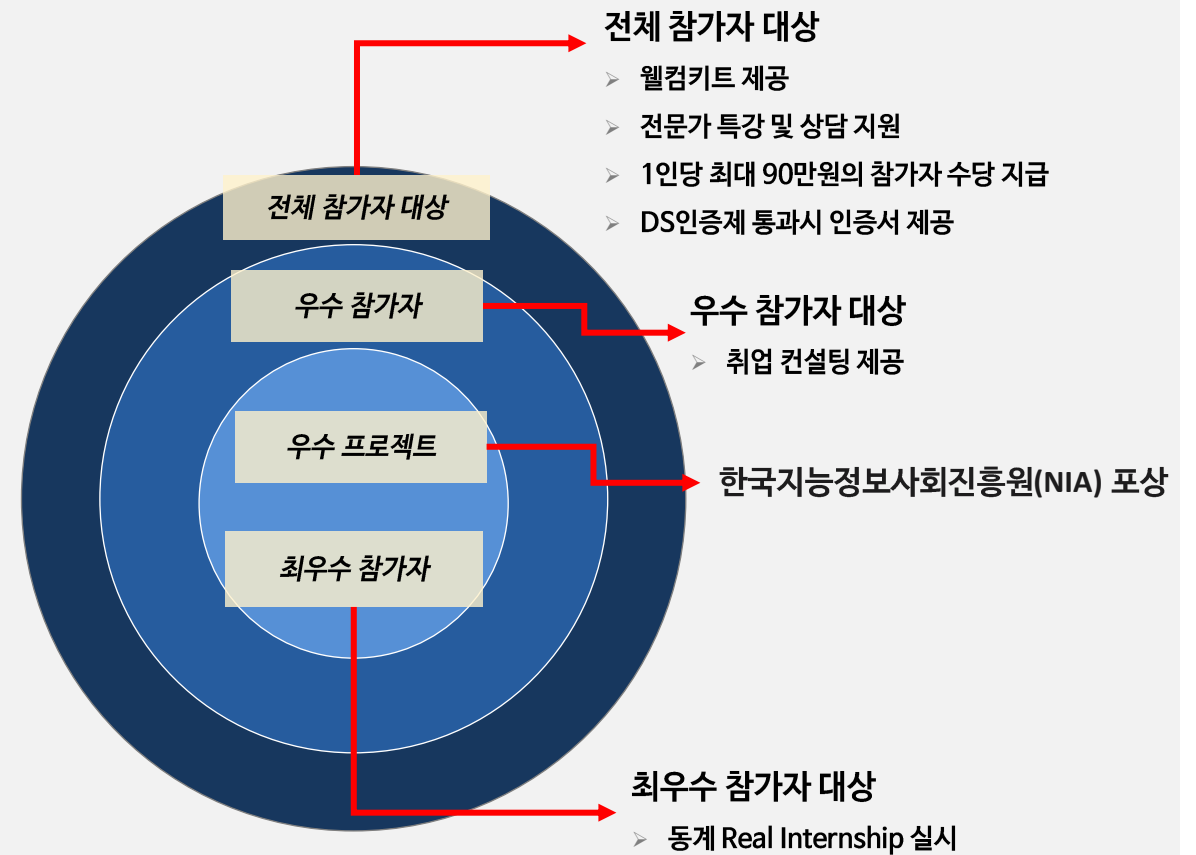 전체 참가자 대상
웰컴키트 제공
전문가 특강 및 상담 지원
1인당 최대 90만원의 참가자 수당 지급
DS인증제 통과시 인증서 제공
전체 참가자 대상
우수 참가자
우수 참가자 대상
취업 컨설팅 제공
우수 프로젝트
한국지능정보사회진흥원(NIA) 포상
최우수 참가자
최우수 참가자 대상
동계 Real Internship 실시